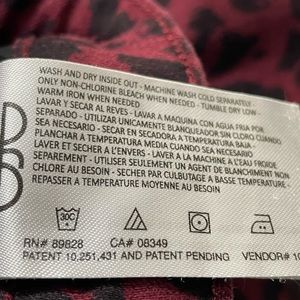 WASH AND DRY INSIDE OUT - MACHINE WASH COLD SEPARATELY -
ONLY NON-CHLORINE BLEACH WHEN NEEDED - TUMBLE DRY LOW -
WARM IRON WHEN NEEDED
LAVAR Y SECAR AL REVES - LAVAR A MAQUINA CON AGUA FRIA POR
SEPARADO - UTILIZAR UNICAMENTE BLANQUEADOR SIN CLORO CUANDO
SEA NECESARIO - SECAR EN SECADORA A TEMPERATURA BAJA -
PLANCHAR A TEMPERATURA MEDIA CUANDO SEA NECESARIO
LAVER ET SECHER A L'ENVERS - LAVER A LA MACHINE A L'EAU FROIDE
SEPAREMENT - UTILISER SEULEMENT UN AGENT DE BLANCHIMENT NON
CHLORE AU BESOIN - SECHER PAR CULBUTAGE A BASSE TEMPERATURE -
REPASSER A TEMPERATURE MOYENNE AU BESOIN
30C
RN# 89828 CA# 08349
PATENT 10,251,431 AND PATENT PENDING VENDOR# 10